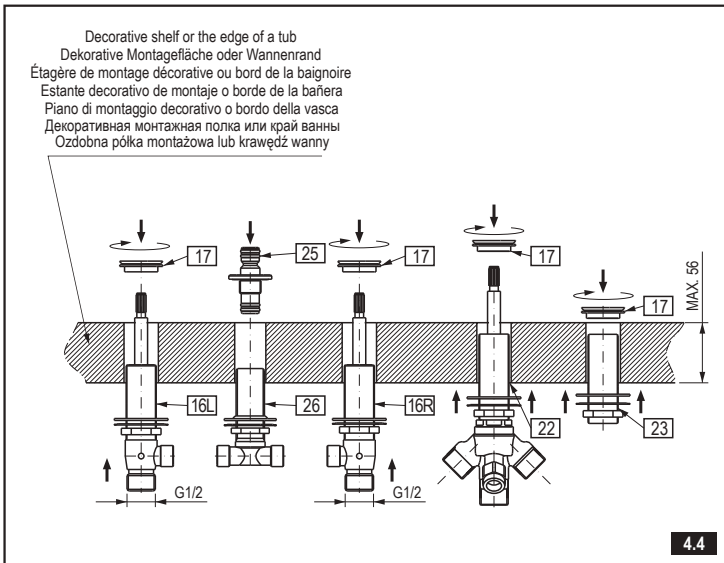 Decorative shelf or the edge of a tub
Dekorative Montagefläche oder Wannenrand
Étagère de montage décorative ou bord de la baignoire
Estante decorativo de montaje o borde de la bañera
Piano di montaggio decorativo o bordo della vasca
Декоративная монтажная полка или край ванны
Ozdobna półka montażowa lub krawędź wanny
17
25
17
17
17
MAX. 56
16L
26
16R
22
23
G1/2
G1/2
4.4